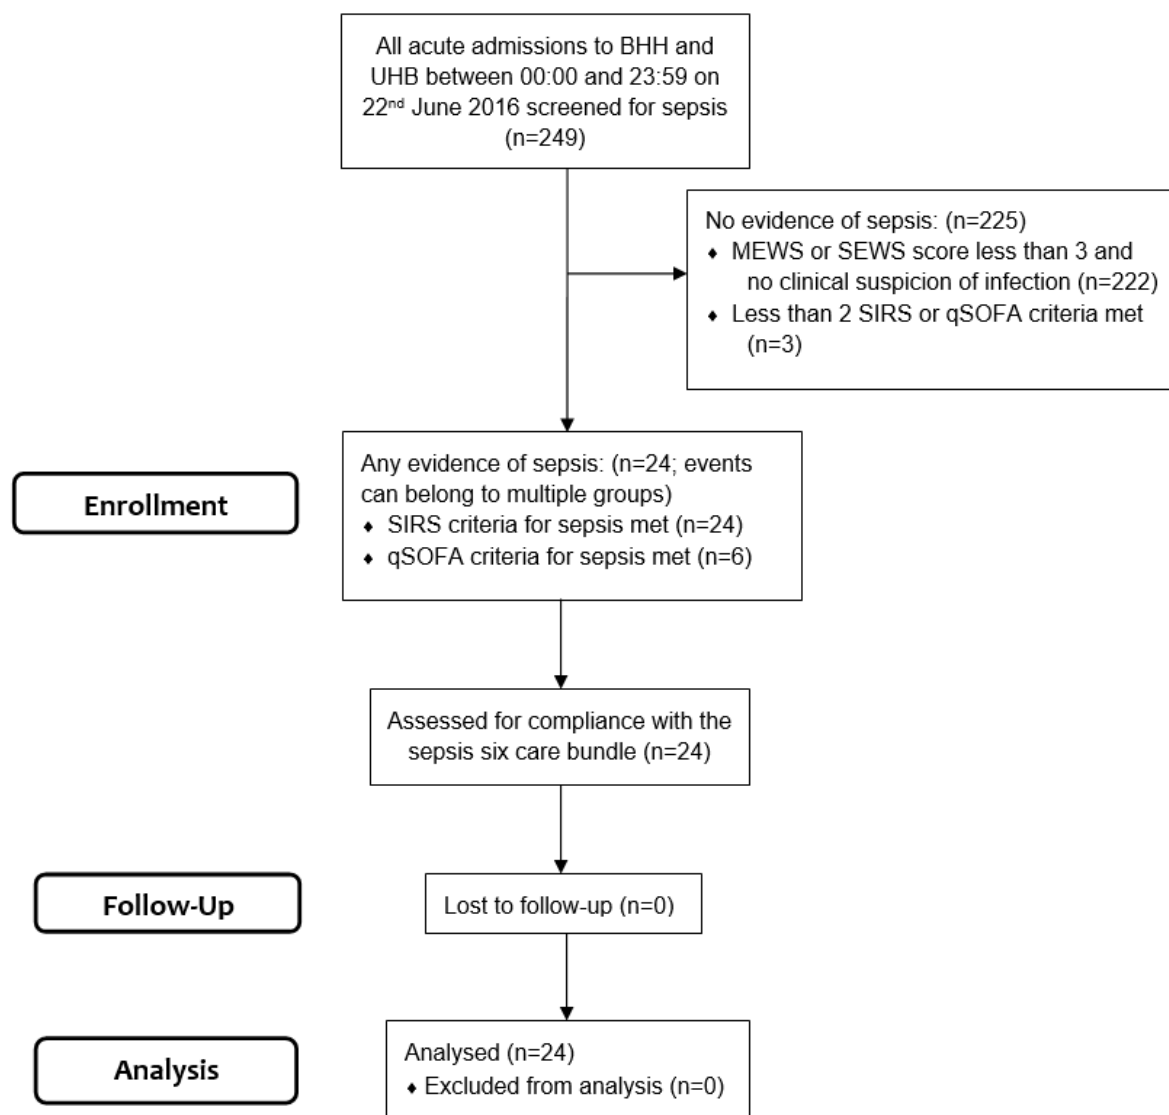 All acute admissions to BHH and
UHB between 00:00 and 23:59 on
22nd June 2016 screened for sepsis
(n=249)
No evidence of sepsis: (n=225)
♦ MEWS or SEWS score less than 3 and
no clinical suspicion of infection (n=222)
♦ Less than 2 SIRS or qSOFA criteria met
(n=3)
Enrollment
Any evidence of sepsis: (n=24; events
can belong to multiple groups)
♦ SIRS criteria for sepsis met (n=24)
♦ qSOFA criteria for sepsis met (n=6)
Assessed for compliance with the
sepsis six care bundle (n=24)
Follow-Up
Lost to follow-up (n=0)
Analysis
Analysed (n=24)
♦ Excluded from analysis (n=0)